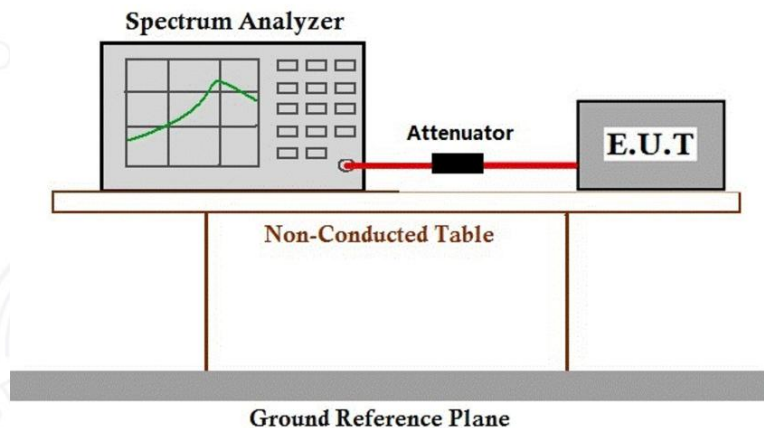 Spectrum Analyzer
Attenuator
E.U.T
Non-Conducted Table
Ground Reference Plane